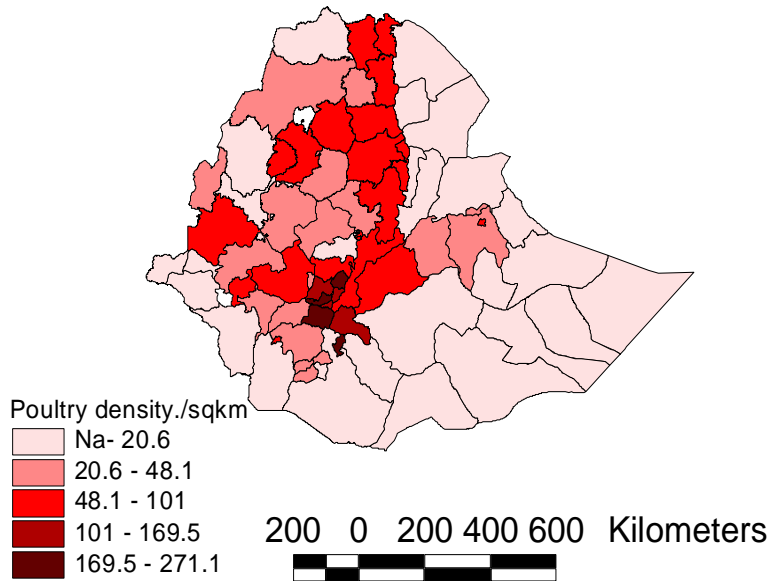 Poultry density./sqkm
Na- 20.6
20.6 - 48.1
48.1 - 101
101 - 169.5
169.5 - 271.1
200 0 200 400 600 Kilometers